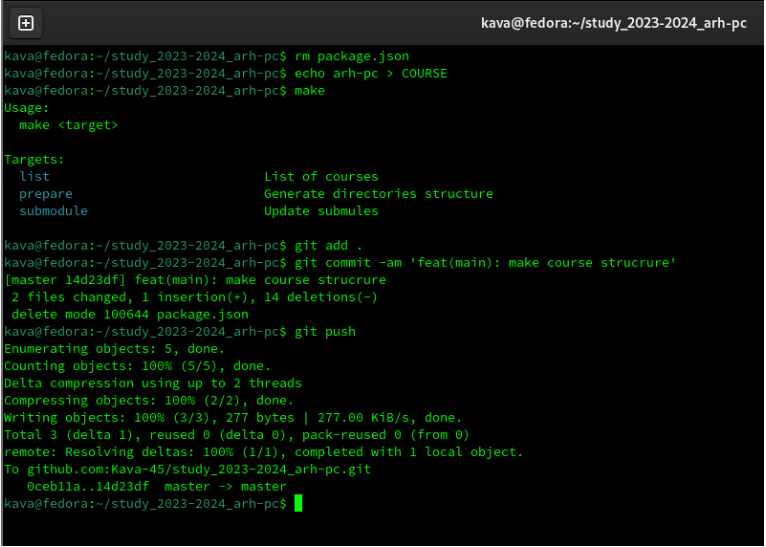 kava@fedora:~/study_2023-2024_arh-pc
kava@fedora:~/study_2023-2024_arh-pc$ rm package.json
kava@fedora:~/study_2023-2024_arh-pc$ echo arh-pc > COURSE
kava@fedora:~/study_2023-2024_arh-pc$ make
Usage:
  make <target>

Targets:
  list                            List of courses
  prepare                         Generate directories structure
  submodule                       Update submules

kava@fedora:~/study_2023-2024_arh-pc$ git add .
kava@fedora:~/study_2023-2024_arh-pc$ git commit -am 'feat(main): make course strucrure'
[master 14d23df] feat(main): make course strucrure
 2 files changed, 1 insertion(+), 14 deletions(-)
 delete mode 100644 package.json
kava@fedora:~/study_2023-2024_arh-pc$ git push
Enumerating objects: 5, done.
Counting objects: 100% (5/5), done.
Delta compression using up to 2 threads
Compressing objects: 100% (2/2), done.
Writing objects: 100% (3/3), 277 bytes | 277.00 KiB/s, done.
Total 3 (delta 1), reused 0 (delta 0), pack-reused 0 (from 0)
remote: Resolving deltas: 100% (1/1), completed with 1 local object.
To github.com:Kava-45/study_2023-2024_arh-pc.git
   0ceb11a..14d23df  master -> master
kava@fedora:~/study_2023-2024_arh-pc$